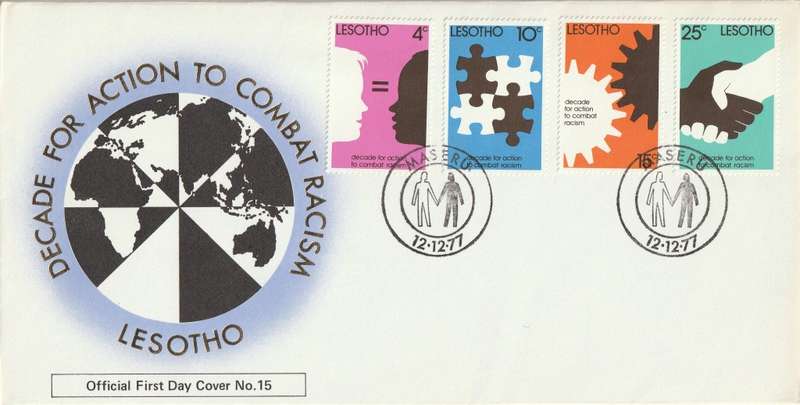 DECADE FOR ACTION TO COMBAT RACISM
LESOTHO
Official First Day Cover No.15
LESOTHO 4c
decade for action
to combat racism
LESOTHO 10c
decade for action
to combat racism
LESOTHO
decade
for action
to combat
racism
15c
25c LESOTHO
decade for action
to combat racism
MASERU
12·12·77
MASERU
12·12·77